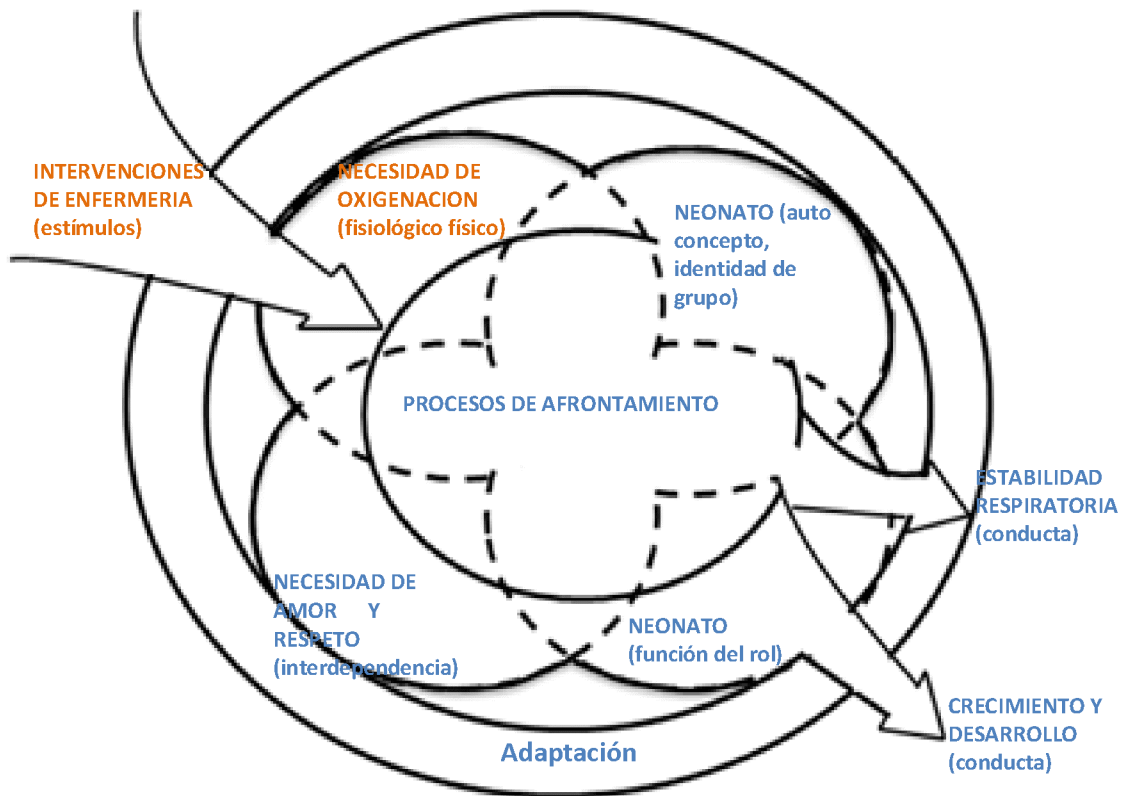 INTERVENCIONES
DE ENFERMERIA
(estímulos)
NECESIDAD DE
OXIGENACION
(fisiológico físico)
NEONATO (auto
concepto,
identidad de
grupo)
PROCESOS DE AFRONTAMIENTO
ESTABILIDAD
RESPIRATORIA
(conducta)
NECESIDAD DE
AMOR Y
RESPETO
(interdependencia)
NEONATO
(función del rol)
CRECIMIENTO Y
DESARROLLO
(conducta)
Adaptación